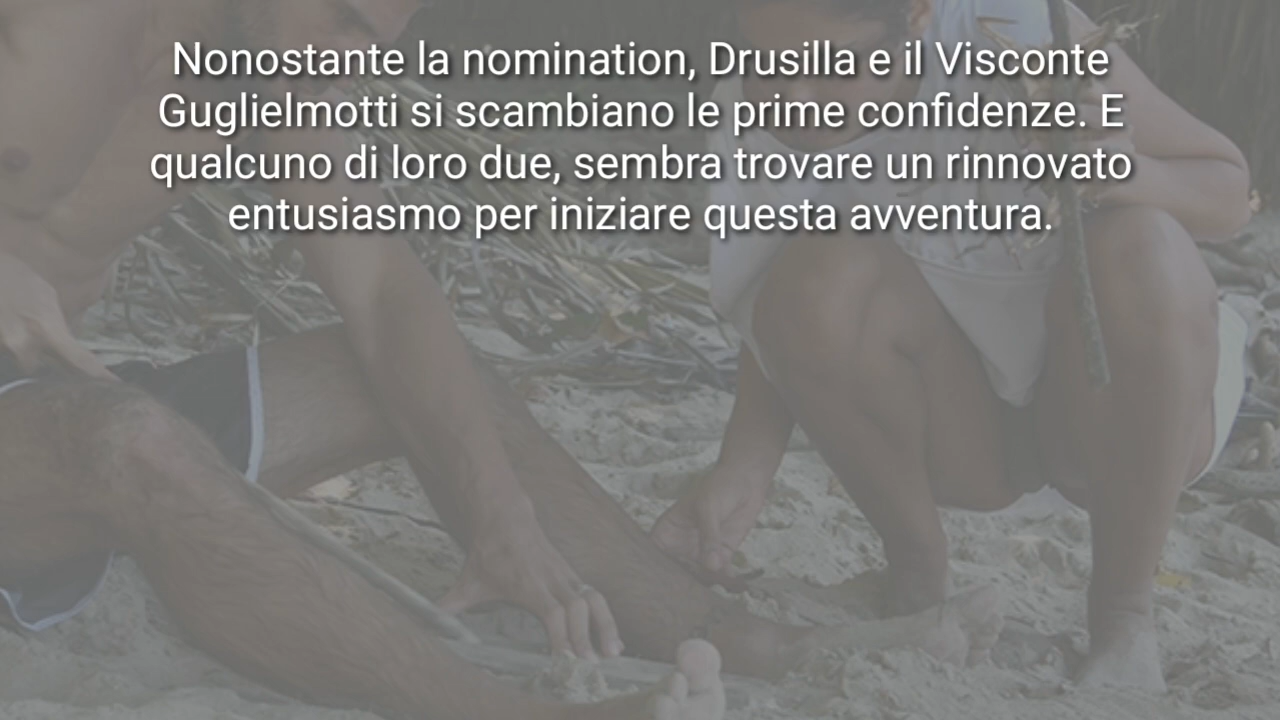 Nonostante la nomination, Drusilla e il Visconte
Guglielmotti si scambiano le prime confidenze. E
qualcuno di loro due, sembra trovare un rinnovato
entusiasmo per iniziare questa avventura.